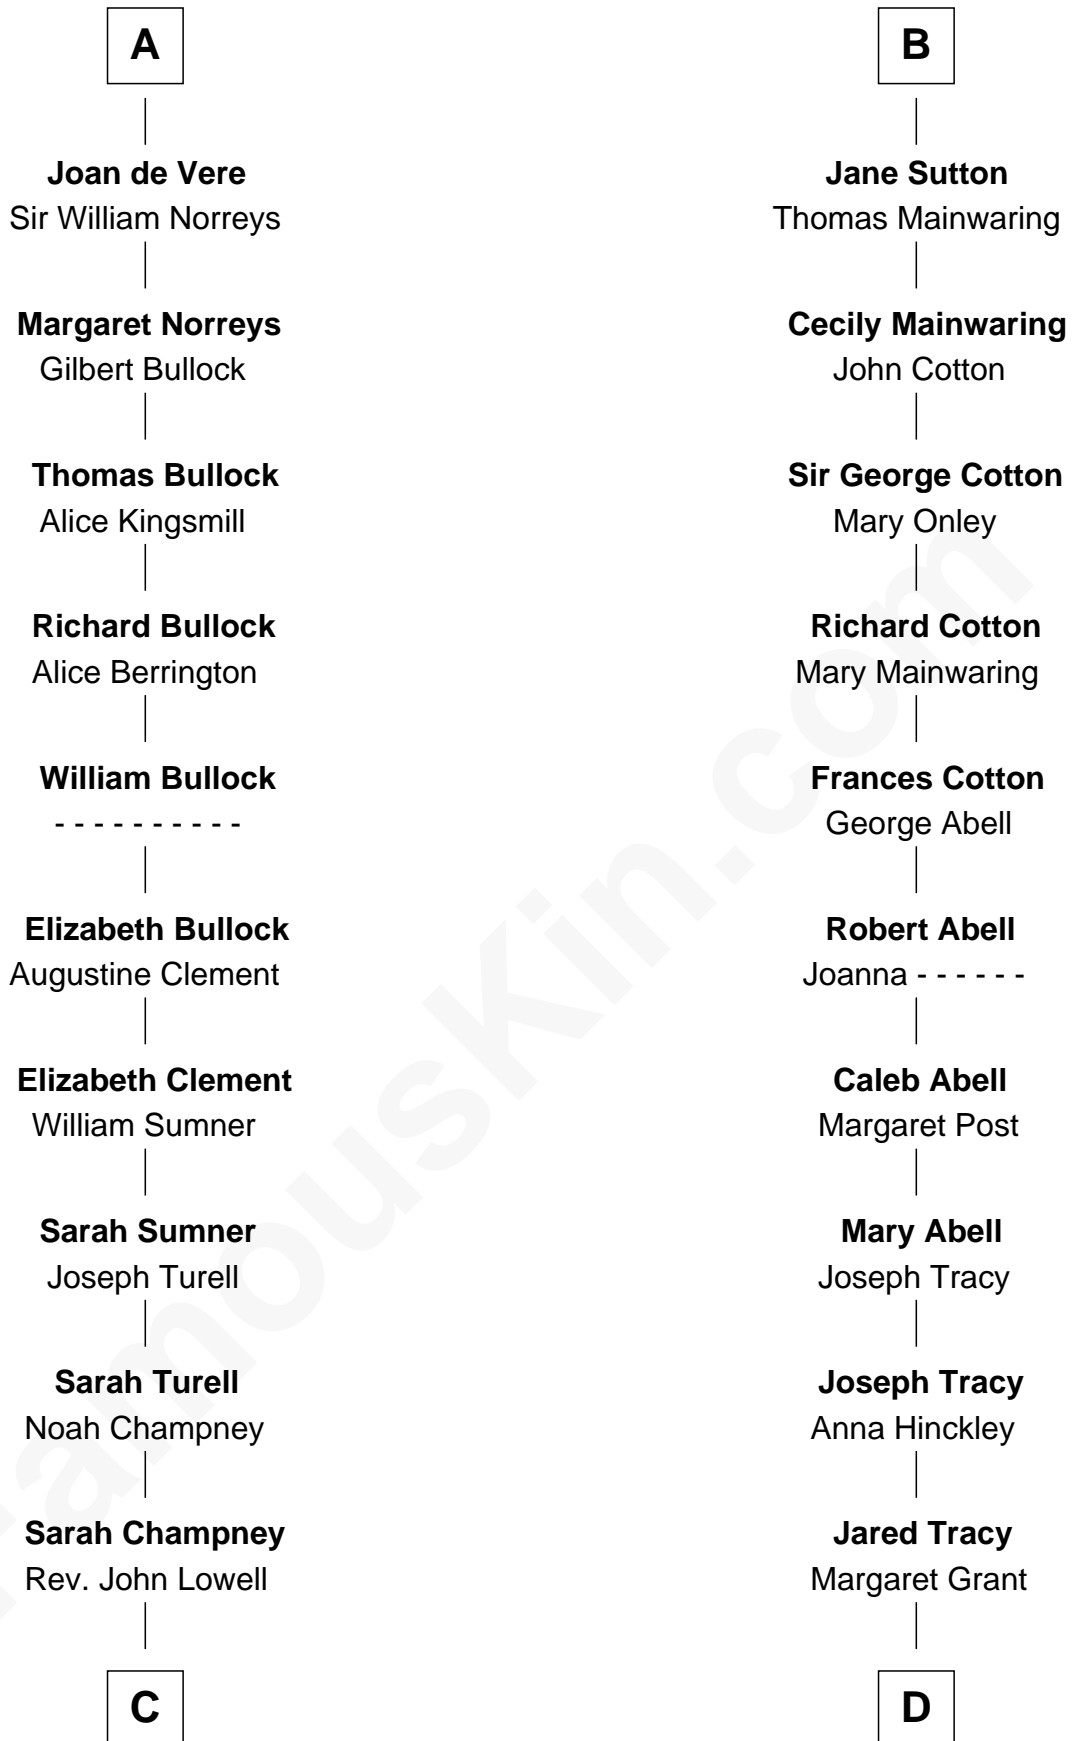 A
Joan de Vere
Sir William Norreys
Margaret Norreys
Gilbert Bullock
Thomas Bullock
Alice Kingsmill
Richard Bullock
Alice Berrington
William Bullock
- - - - - - - - - -
Elizabeth Bullock
Augustine Clement
Elizabeth Clement
William Sumner
Sarah Sumner
Joseph Turell
Sarah Turell
Noah Champney
Sarah Champney
Rev. John Lowell
C
B
Jane Sutton
Thomas Mainwaring
Cecily Mainwaring
John Cotton
Sir George Cotton
Mary Onley
Richard Cotton
Mary Mainwaring
Frances Cotton
George Abell
Robert Abell
Joanna - - - - - -
Caleb Abell
Margaret Post
Mary Abell
Joseph Tracy
Joseph Tracy
Anna Hinckley
Jared Tracy
Margaret Grant
D
FamousKin.com